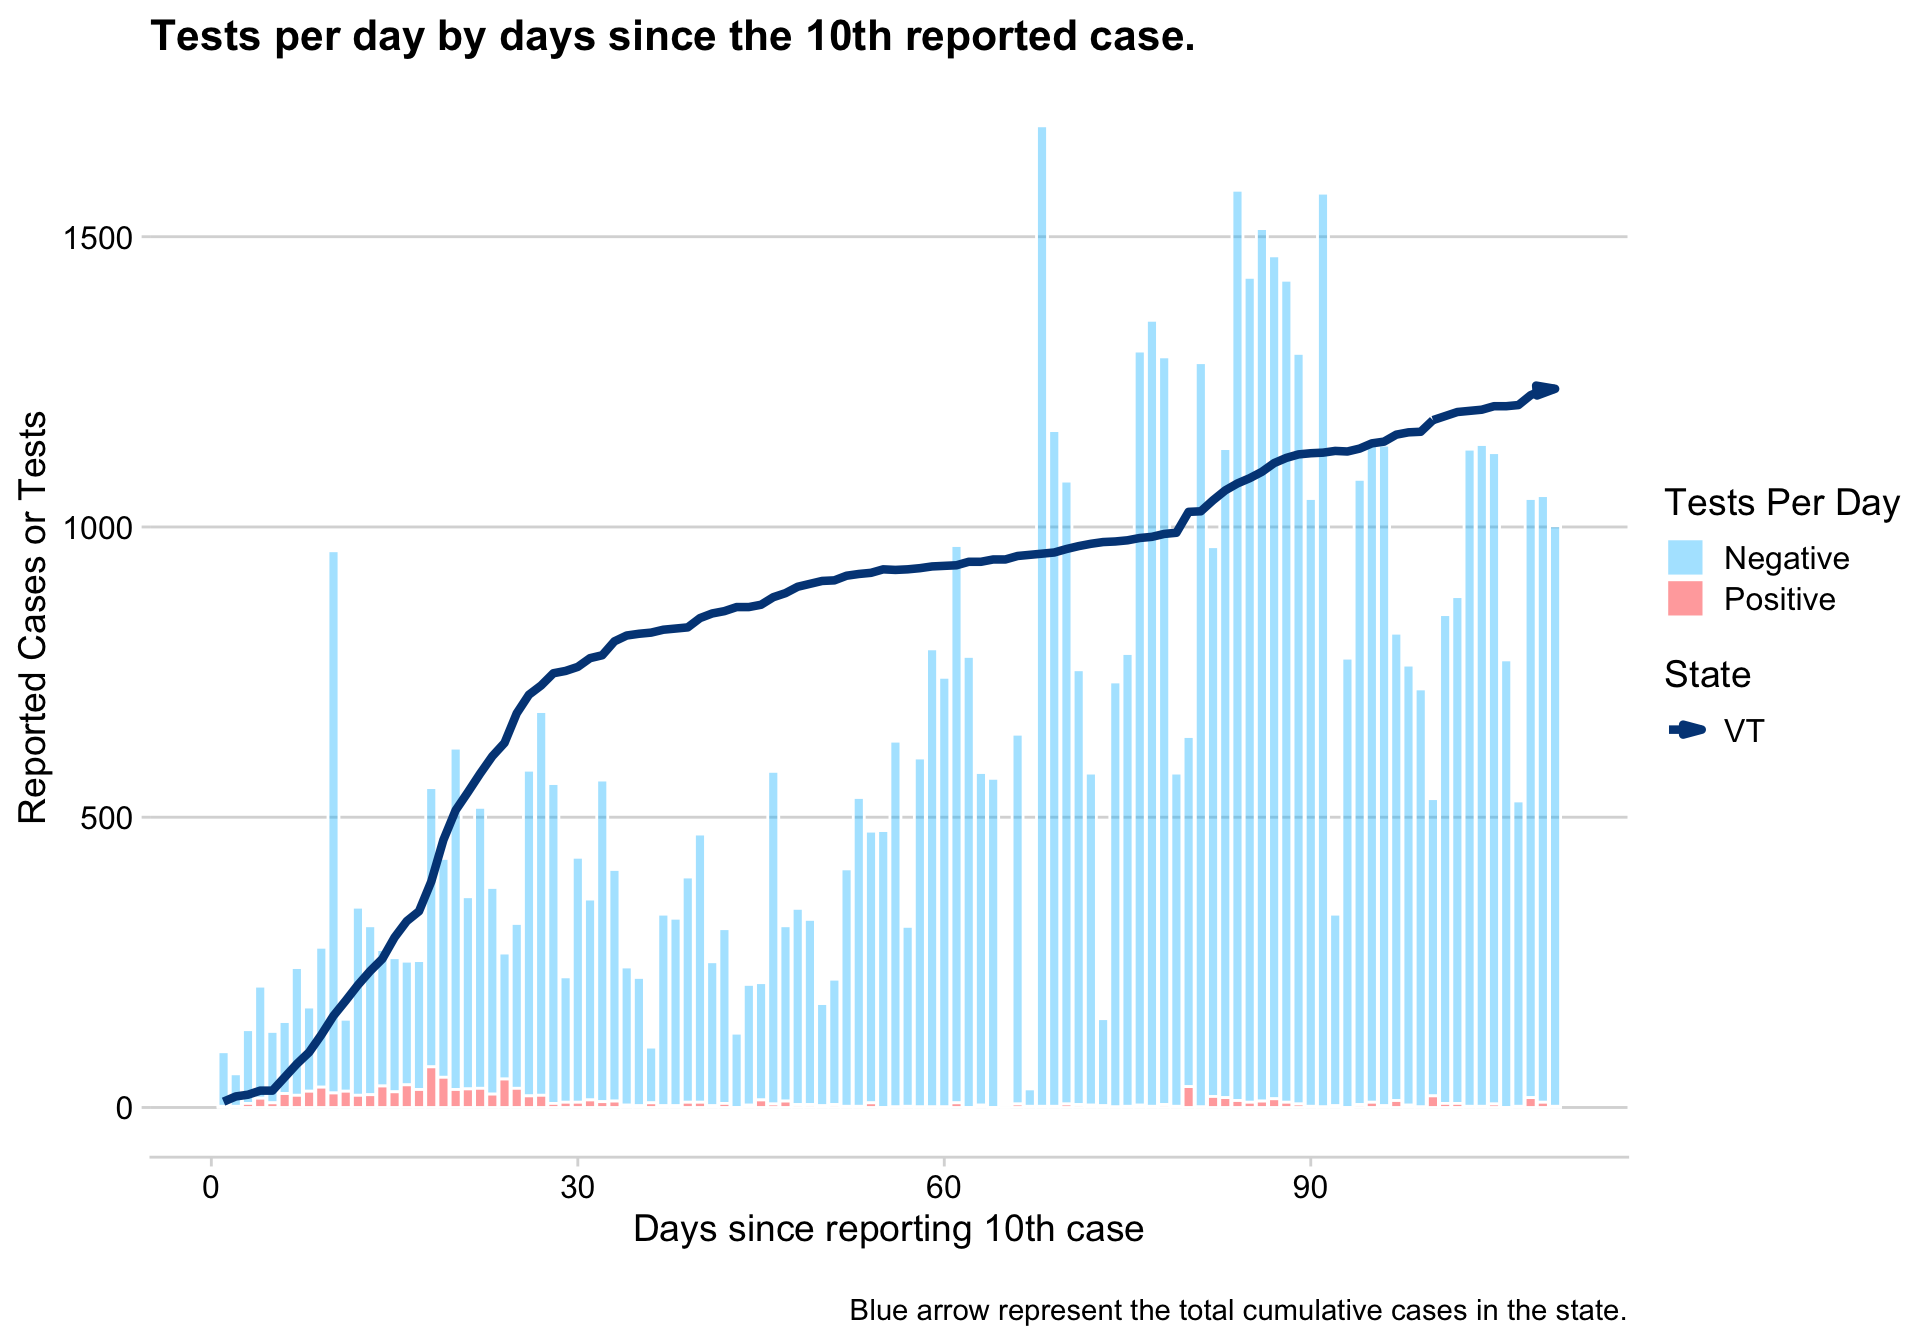 Tests per day by days since the 10th reported case.
1500
1000
500
0
Reported Cases or Tests
0 30 60 90
Days since reporting 10th case
Tests Per Day
Negative
Positive
State
VT
Blue arrow represent the total cumulative cases in the state.